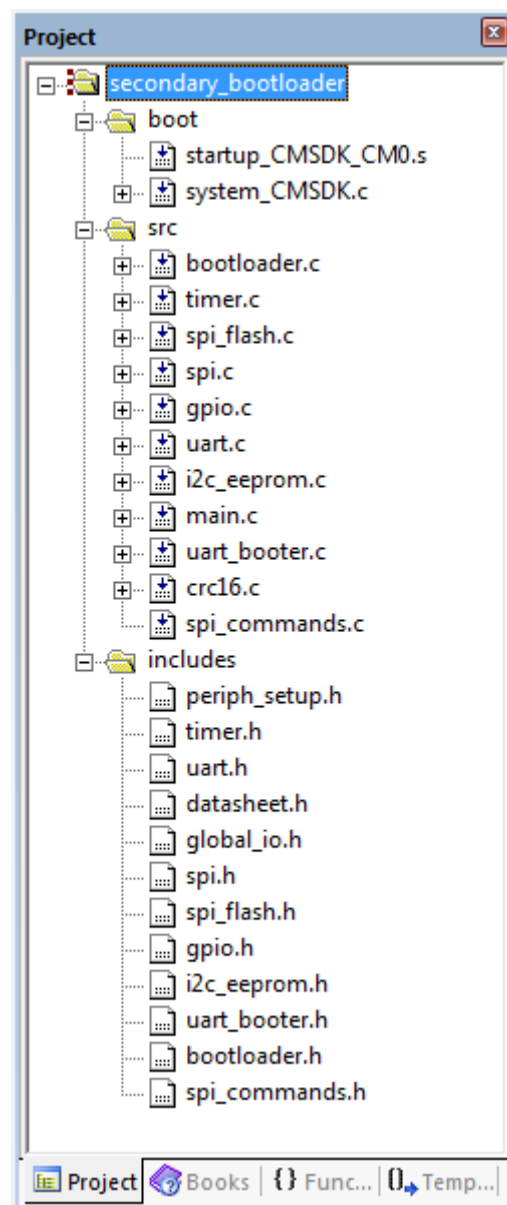 Project
secondary_bootloader
boot
startup_CMSDK_CM0.s
system_CMSDK.c
src
bootloader.c
timer.c
spi_flash.c
spi.c
gpio.c
uart.c
i2c_eeprom.c
main.c
uart_booter.c
crc16.c
spi_commands.c
includes
periph_setup.h
timer.h
uart.h
datasheet.h
global_io.h
spi.h
spi_flash.h
gpio.h
i2c_eeprom.h
uart_booter.h
bootloader.h
spi_commands.h
Project Books {} Func... Temp...